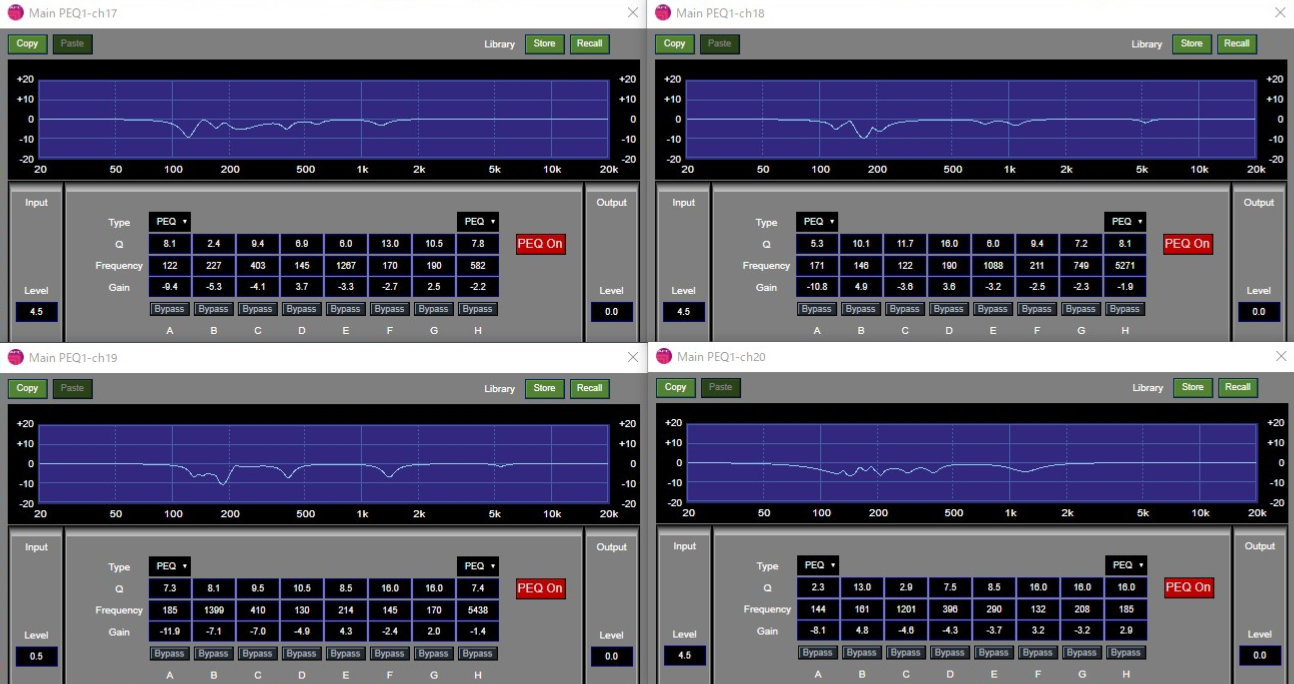 Main PEQ1-ch17
Copy Paste Library Store Recall
+20 +20
+10 +10
0 0
-10 -10
-20 -20
20 50 100 200 500 1k 2k 5k 10k 20k
Input Output
Type PEQ PEQ
Q 8.1 2.4 9.4 6.9 6.0 13.0 10.5 7.8 PEQ On
Frequency 122 227 403 145 1267 170 190 582
Level Gain -9.4 -5.3 -4.1 3.7 -3.3 -2.7 2.5 -2.2 Level
4.5 Bypass Bypass Bypass Bypass Bypass Bypass Bypass Bypass 0.0
A B C D E F G H
Main PEQ1-ch18
Copy Paste Library Store Recall
+20 +20
+10 +10
0 0
-10 -10
-20 -20
20 50 100 200 500 1k 2k 5k 10k 20k
Input Output
Type PEQ PEQ
Q 5.3 10.1 11.7 16.0 6.0 9.4 7.2 8.1 PEQ On
Frequency 171 146 122 190 1088 211 749 5271
Level Gain -10.8 4.9 -3.6 3.6 -3.2 -2.5 -2.3 -1.9 Level
4.5 Bypass Bypass Bypass Bypass Bypass Bypass Bypass Bypass 0.0
A B C D E F G H
Main PEQ1-ch19
Copy Paste Library Store Recall
+20 +20
+10 +10
0 0
-10 -10
-20 -20
20 50 100 200 500 1k 2k 5k 10k 20k
Input Output
Type PEQ PEQ
Q 7.3 8.1 9.5 10.5 8.5 16.0 16.0 7.4 PEQ On
Frequency 185 1399 410 130 214 145 170 5438
Level Gain -11.9 -7.1 -7.0 -4.9 4.3 -2.4 2.0 -1.4 Level
0.5 Bypass Bypass Bypass Bypass Bypass Bypass Bypass Bypass 0.0
A B C D E F G H
Main PEQ1-ch20
Copy Paste Library Store Recall
+20 +20
+10 +10
0 0
-10 -10
-20 -20
20 50 100 200 500 1k 2k 5k 10k 20k
Input Output
Type PEQ PEQ
Q 2.3 13.0 2.9 7.5 8.5 16.0 16.0 16.0 PEQ On
Frequency 144 161 1201 396 290 132 208 185
Level Gain -8.1 4.8 -4.6 -4.3 -3.7 3.2 -3.2 2.9 Level
4.5 Bypass Bypass Bypass Bypass Bypass Bypass Bypass Bypass 0.0
A B C D E F G H